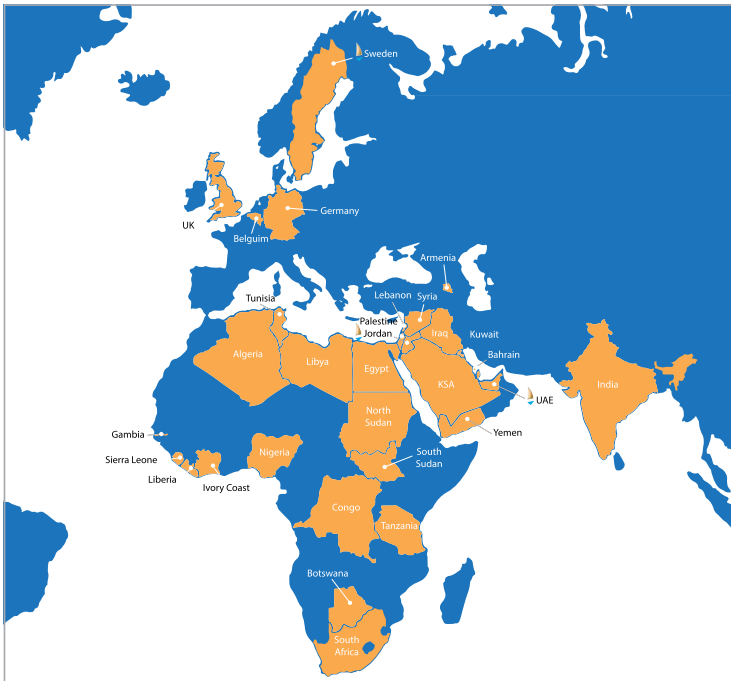 Sweden
Germany
UK
Belguim
Armenia
Lebanon
Syria
Tunisia
Palestine
Jordan
Iraq
Kuwait
Bahrain
Algeria
Libya
Egypt
KSA
India
UAE
North
Sudan
Yemen
Gambia
Nigeria
South
Sudan
Sierra Leone
Liberia
Ivory Coast
Congo
Tanzania
Botswana
South
Africa